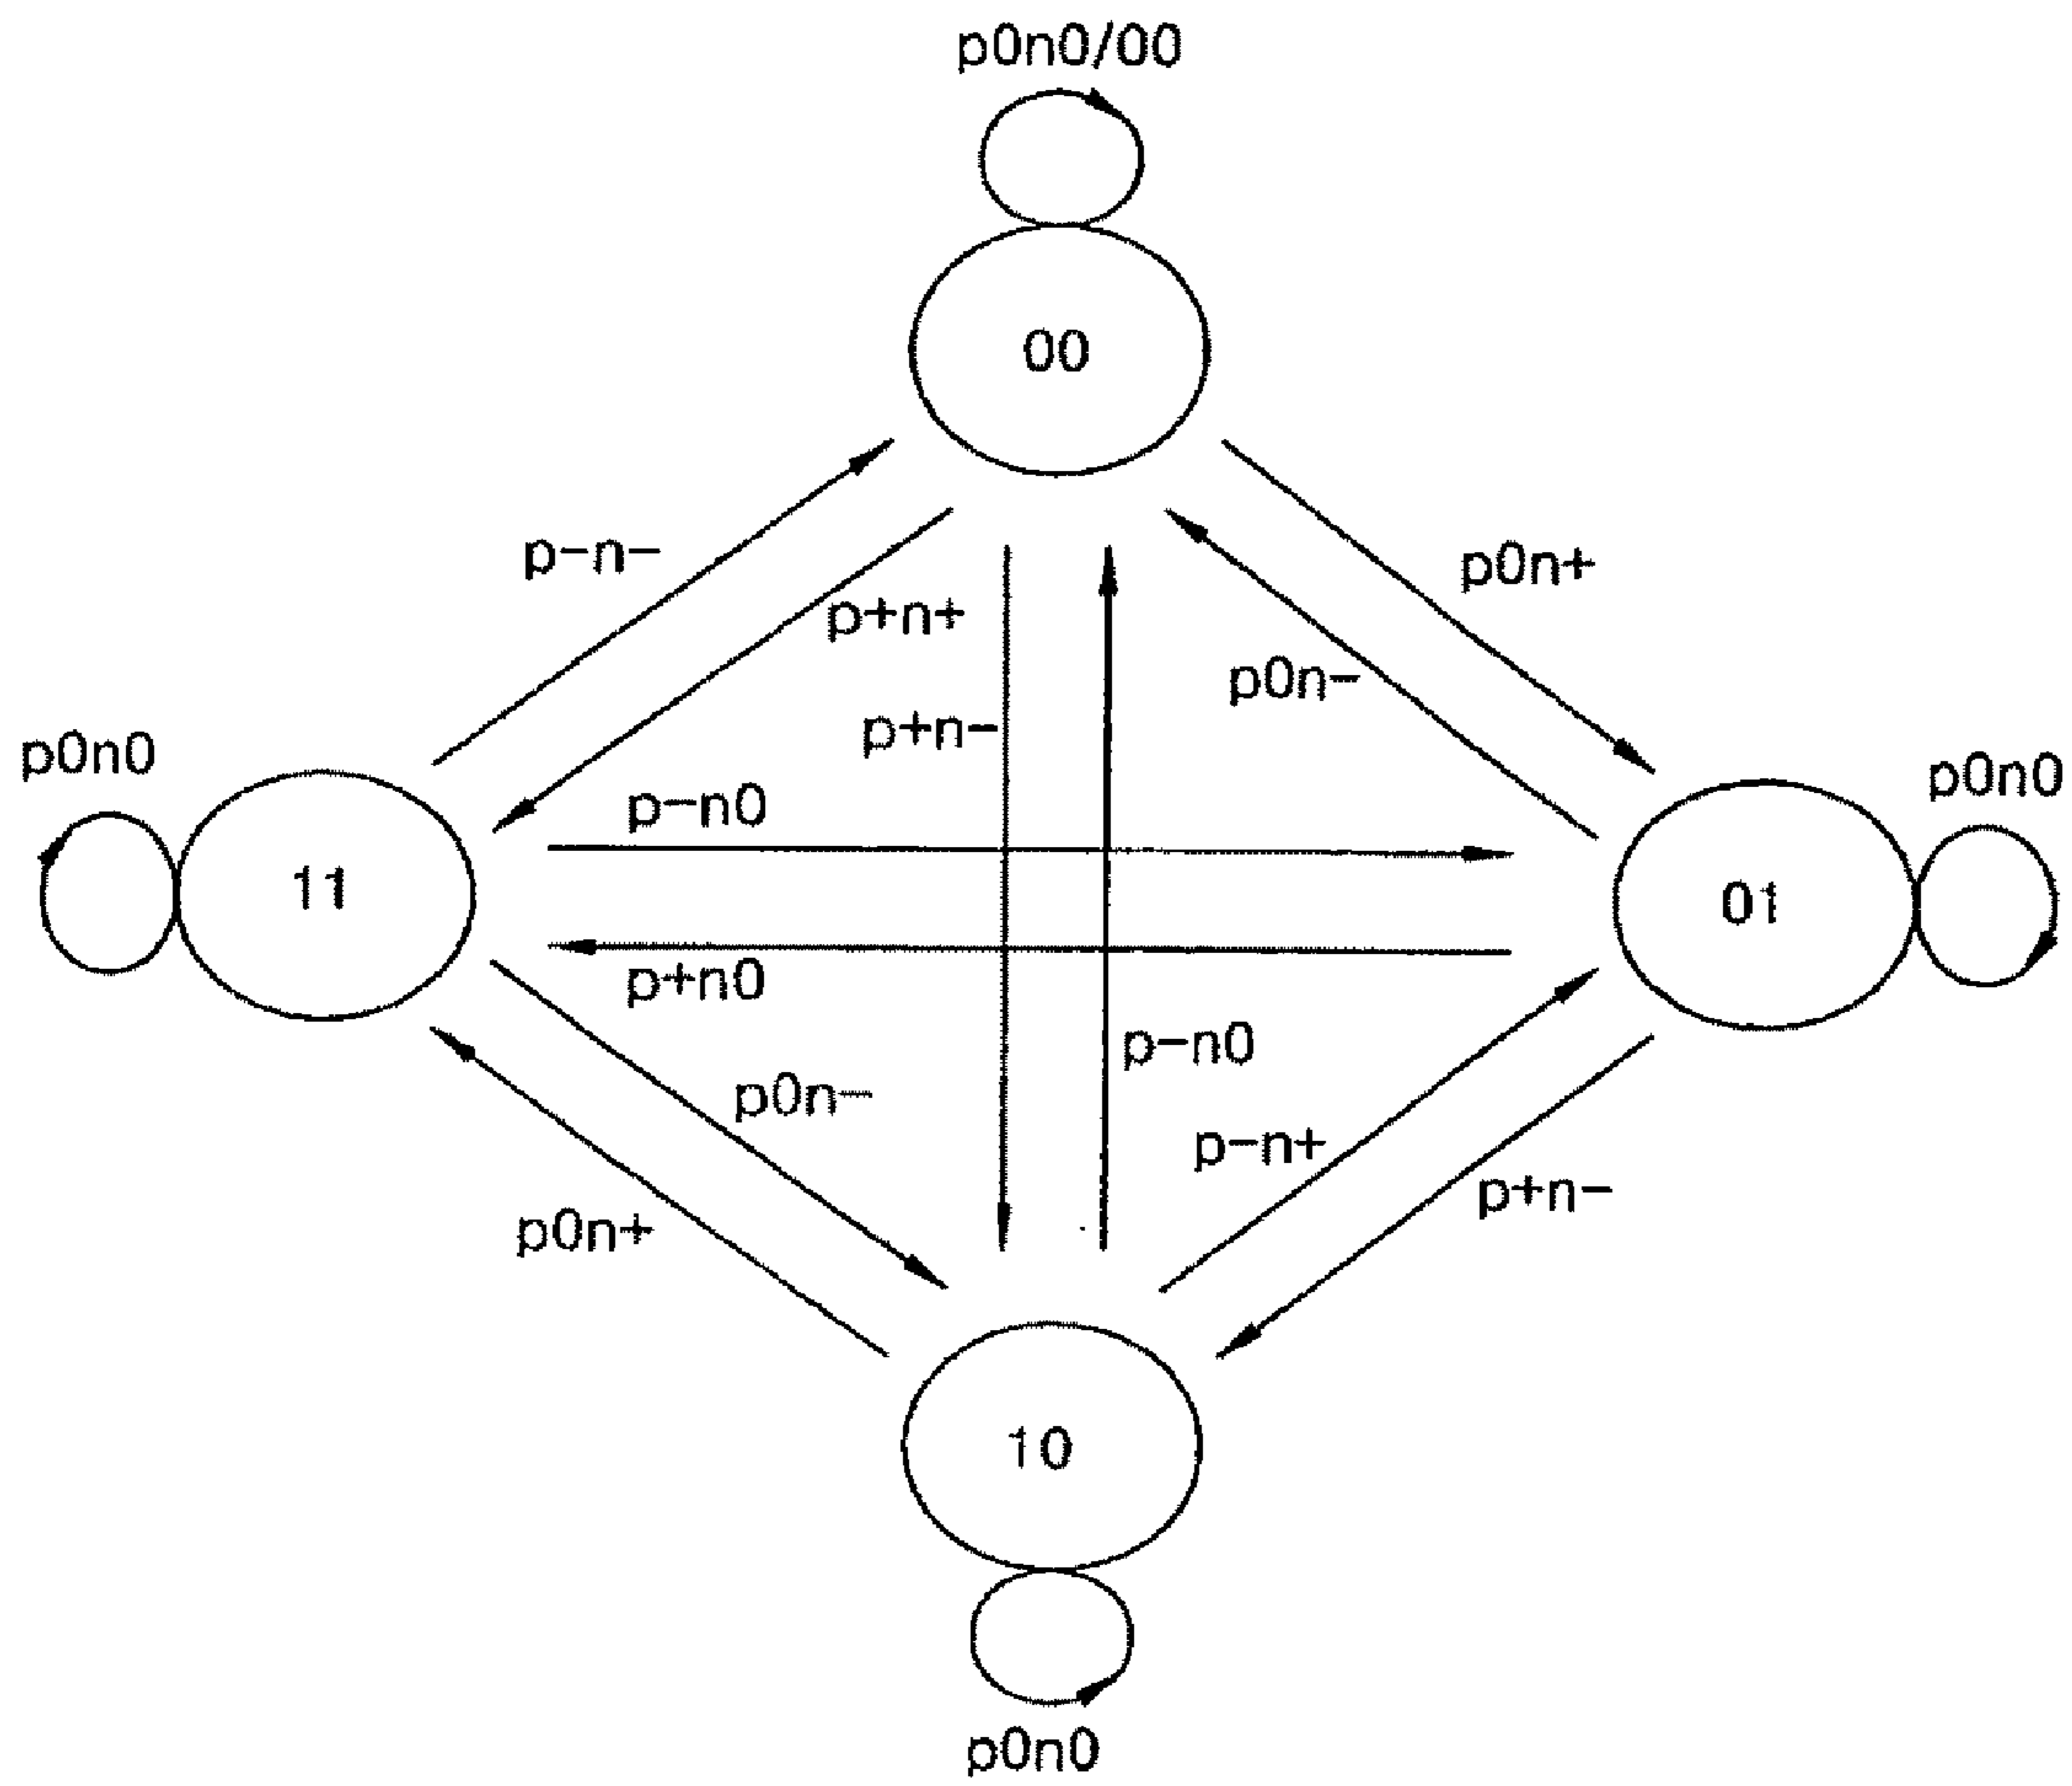 p0n0/00
00
p-n-
p0n+
p+n+
p0n-
p+n-
p0n0
p0n0
p-n0
11
01
p+n0
p-n0
p0n-
p-n+
p+n-
p0n+
10
p0n0